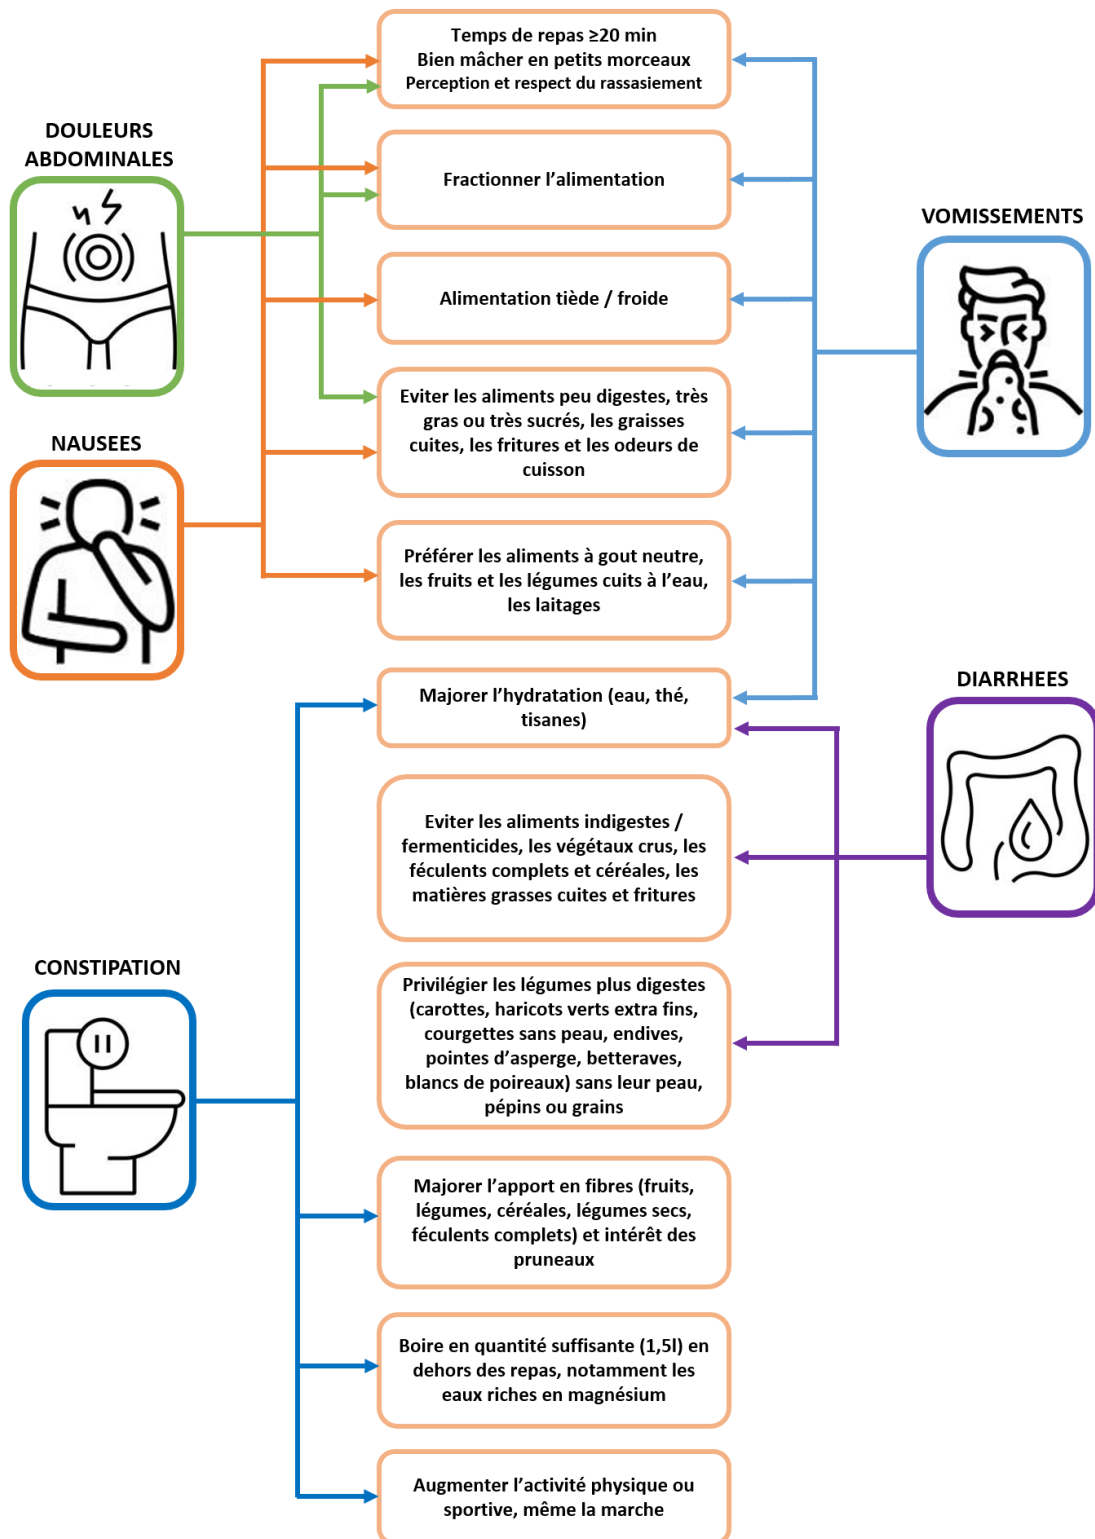 Temps de repas ≥20 min
Bien mâcher en petits morceaux
Perception et respect du rassasiement
DOULEURS
ABDOMINALES
Fractionner l’alimentation
VOMISSEMENTS
Alimentation tiède / froide
Eviter les aliments peu digestes, très
gras ou très sucrés, les graisses
cuites, les fritures et les odeurs de
cuisson
NAUSEES
Préférer les aliments à gout neutre,
les fruits et les légumes cuits à l’eau,
les laitages
Majorer l’hydratation (eau, thé,
tisanes)
DIARRHEES
Eviter les aliments indigestes /
fermenticides, les végétaux crus, les
féculents complets et céréales, les
matières grasses cuites et fritures
CONSTIPATION
Privilégier les légumes plus digestes
(carottes, haricots verts extra fins,
courgettes sans peau, endives,
pointes d’asperge, betteraves,
blancs de poireaux) sans leur peau,
pépins ou grains
Majorer l’apport en fibres (fruits,
légumes, céréales, légumes secs,
féculents complets) et intérêt des
pruneaux
Boire en quantité suffisante (1,5l) en
dehors des repas, notamment les
eaux riches en magnésium
Augmenter l’activité physique ou
sportive, même la marche